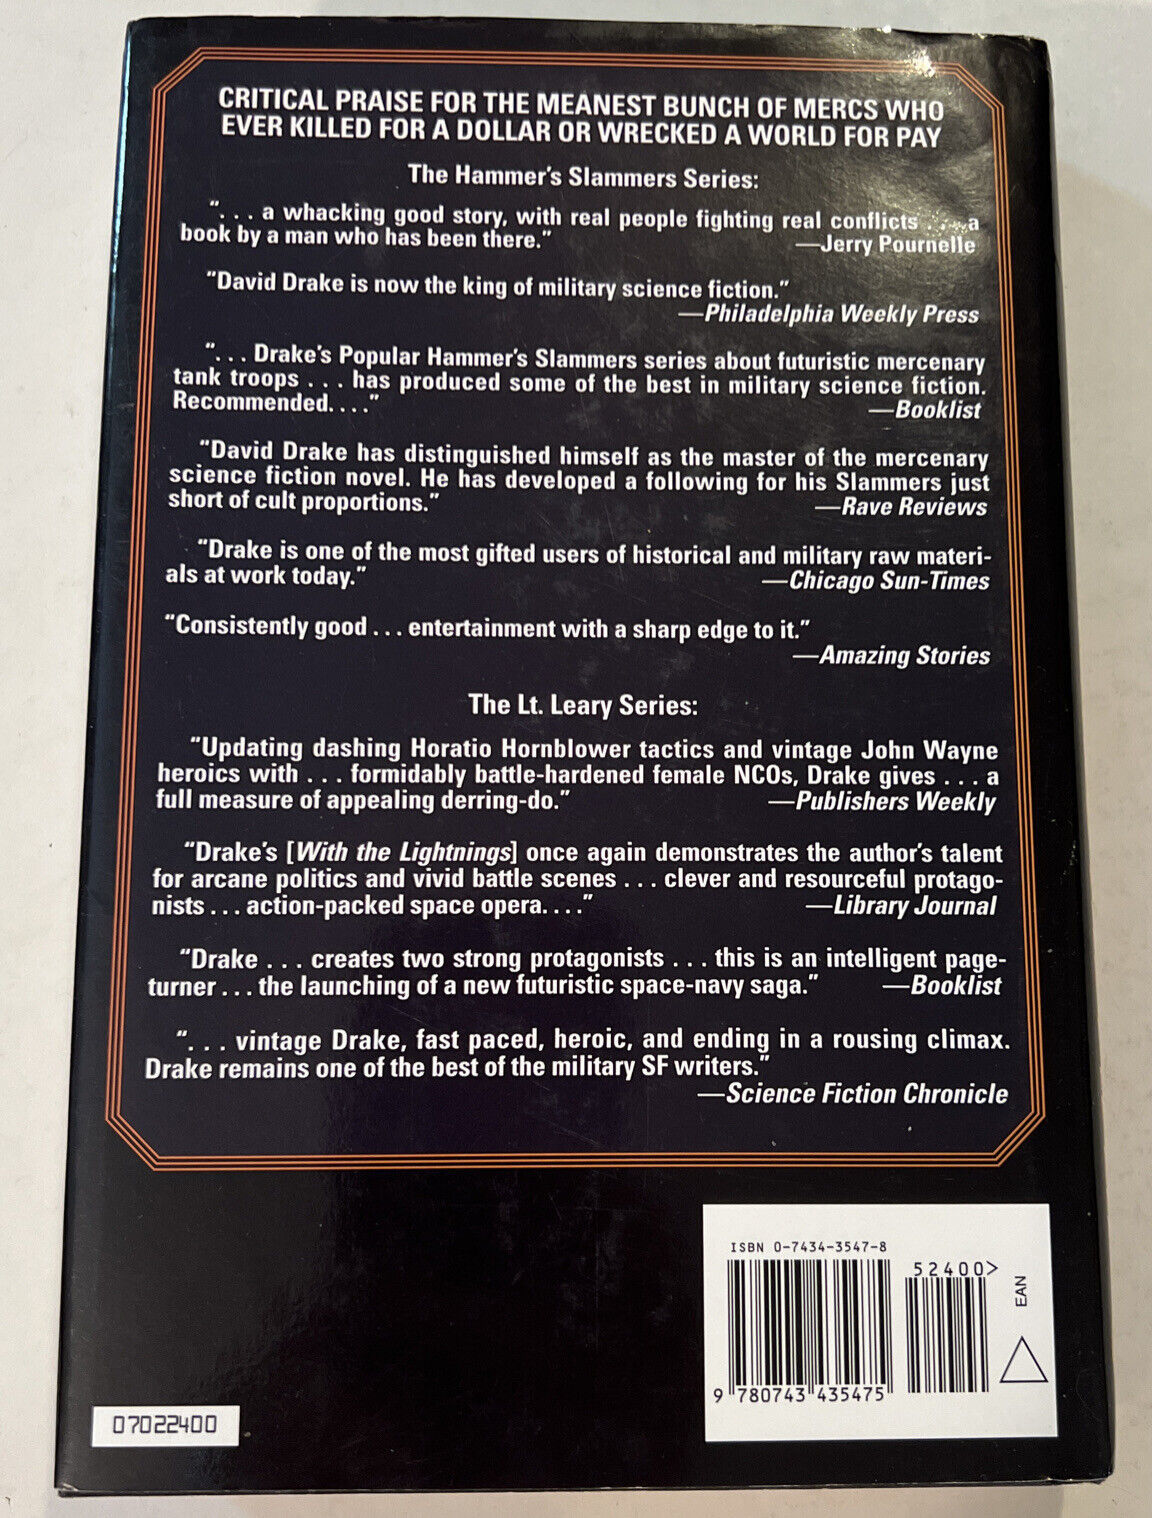 CRITICAL PRAISE FOR THE MEANEST BUNCH OF MERCS WHO
EVER KILLED FOR A DOLLAR OR WRECKED A WORLD FOR PAY
The Hammer's Slammers Series:
". . . a whacking good story, with real people fighting real conflicts . . . a
book by a man who has been there." —Jerry Pournelle
"David Drake is now the king of military science fiction."
—Philadelphia Weekly Press
". . . Drake's Popular Hammer's Slammers series about futuristic mercenary
tank troops . . . has produced some of the best in military science fiction.
Recommended. . . ." —Booklist
"David Drake has distinguished himself as the master of the mercenary
science fiction novel. He has developed a following for his Slammers just
short of cult proportions." —Rave Reviews
"Drake is one of the most gifted users of historical and military raw materi-
als at work today." —Chicago Sun-Times
"Consistently good . . . entertainment with a sharp edge to it."
—Amazing Stories
The Lt. Leary Series:
"Updating dashing Horatio Hornblower tactics and vintage John Wayne
heroics with . . . formidably battle-hardened female NCOs, Drake gives . . . a
full measure of appealing derring-do." —Publishers Weekly
"Drake's [With the Lightnings] once again demonstrates the author's talent
for arcane politics and vivid battle scenes . . . clever and resourceful protago-
nists . . . action-packed space opera. . . ." —Library Journal
"Drake . . . creates two strong protagonists . . . this is an intelligent page-
turner . . . the launching of a new futuristic space-navy saga." —Booklist
". . . vintage Drake, fast paced, heroic, and ending in a rousing climax.
Drake remains one of the best of the military SF writers."
—Science Fiction Chronicle
ISBN 0-7434-3547-8
52400>
EAN
9 780743 435475
07022400